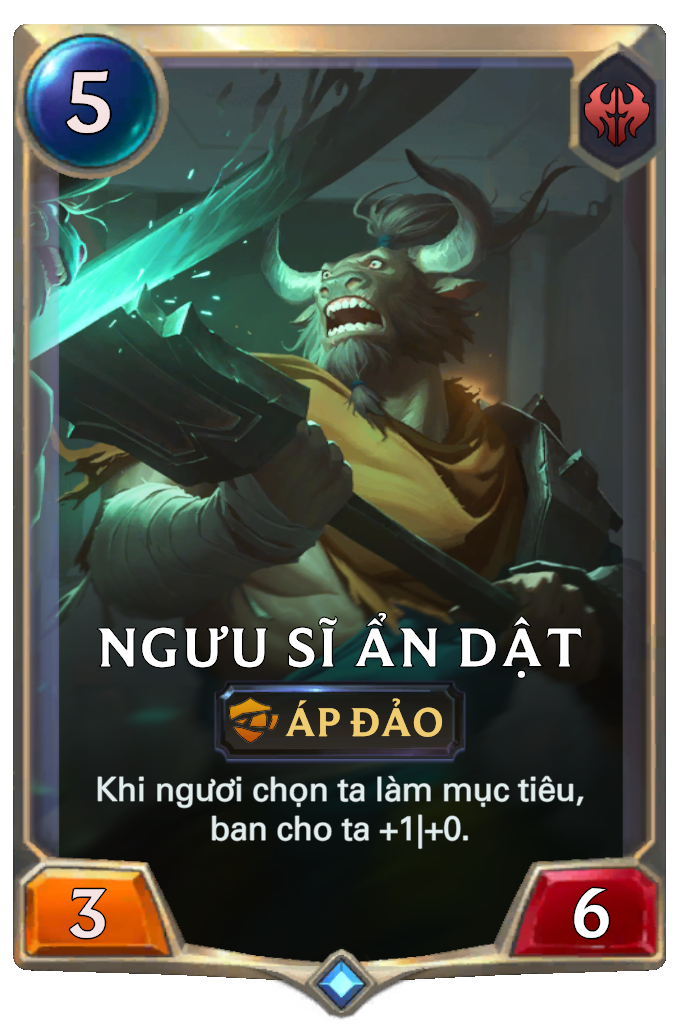 5
NGƯU SĨ ẨN DẬT
ÁP ĐẢO
Khi ngươi chọn ta làm mục tiêu,
ban cho ta +1|+0.
3
6